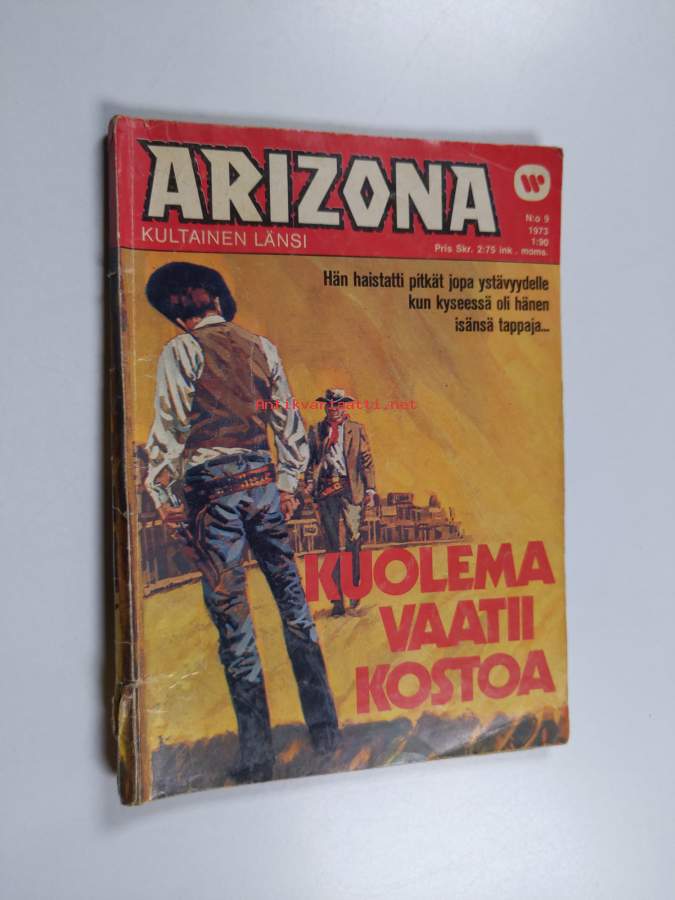 ARIZONA
KULTAINEN LÄNSI
W
N:o 9
1973
1:90
Pris Skr. 2:75 ink. moms.
Hän haistatti pitkät jopa ystävyydelle
kun kyseessä oli hänen
isänsä tappaja...
Antikvariaatti.net
KUOLEMA
VAATII
KOSTOA